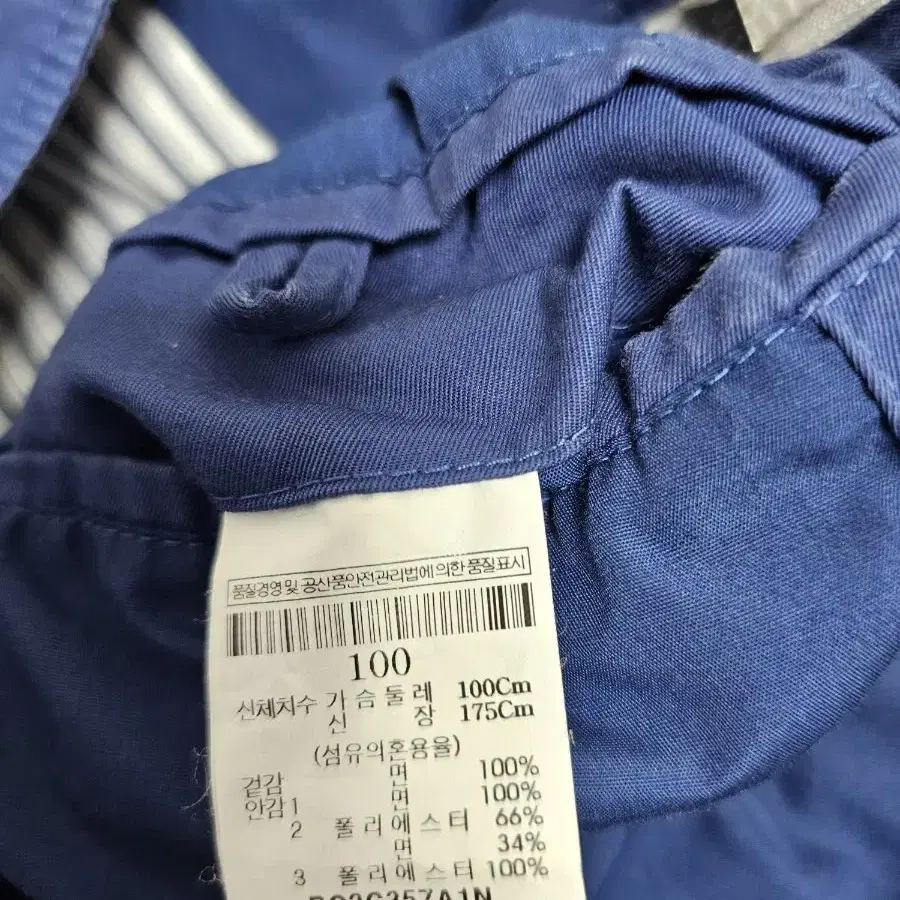 품질경영및 공산품안전관리법에의한품질표시
100
신체치수 가슴둘레 100Cm
신장 175Cm
(섬유의혼용율)
겉감 면 100%
안감1 면 100%
2 폴리에스터 66%
면 34%
3 폴리에스터 100%